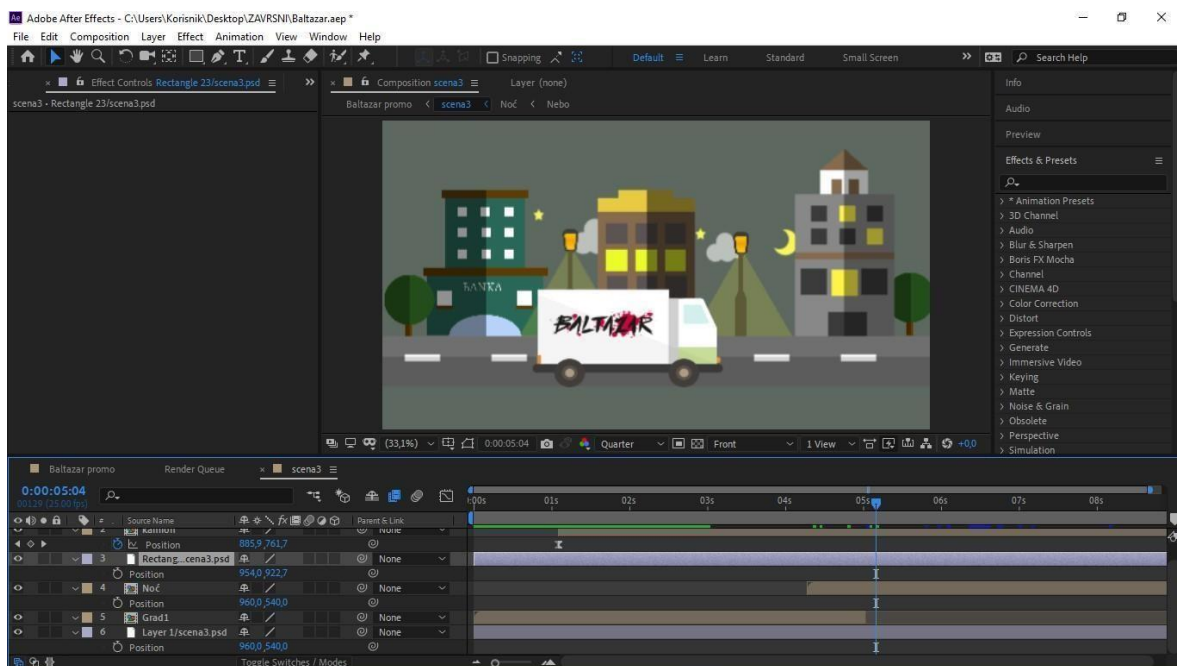 Adobe After Effects - C:\Users\Korisnik\Desktop\ZAVRSNI\Baltazar.aep *
File Edit Composition Layer Effect Animation View Window Help
Snapping Default Learn Standard Small Screen Search Help
Effect Controls Rectangle 23/scena3.psd Composition scena3 Layer (none) Info
scena3 • Rectangle 23/scena3.psd Baltazar promo scena3 Noć Nebo
Audio
Preview
Effects & Presets
* Animation Presets
3D Channel
Audio
Blur & Sharpen
Boris FX Mocha
Channel
CINEMA 4D
Color Correction
Distort
Expression Controls
Generate
Immersive Video
Keying
Matte
Noise & Grain
Obsolete
Perspective
Simulation
BANKA
BALTAZAR
(33,1%) 0:00:05:04 Quarter Front 1 View +0,0
Baltazar promo Render Queue scena3
0:00:05:04
00129 (25.00 fps)
:00s 01s 02s 03s 04s 05s 06s 07s 08s
Source Name Parent & Link
2 kamion None
Position 885,9,761,7
3 Rectang...cena3.psd None
Position 954,0,922,7
4 Noć None
Position 960,0,540,0
5 Grad1 None
6 Layer 1/scena3.psd None
Position 960,0,540,0
Toggle Switches / Modes